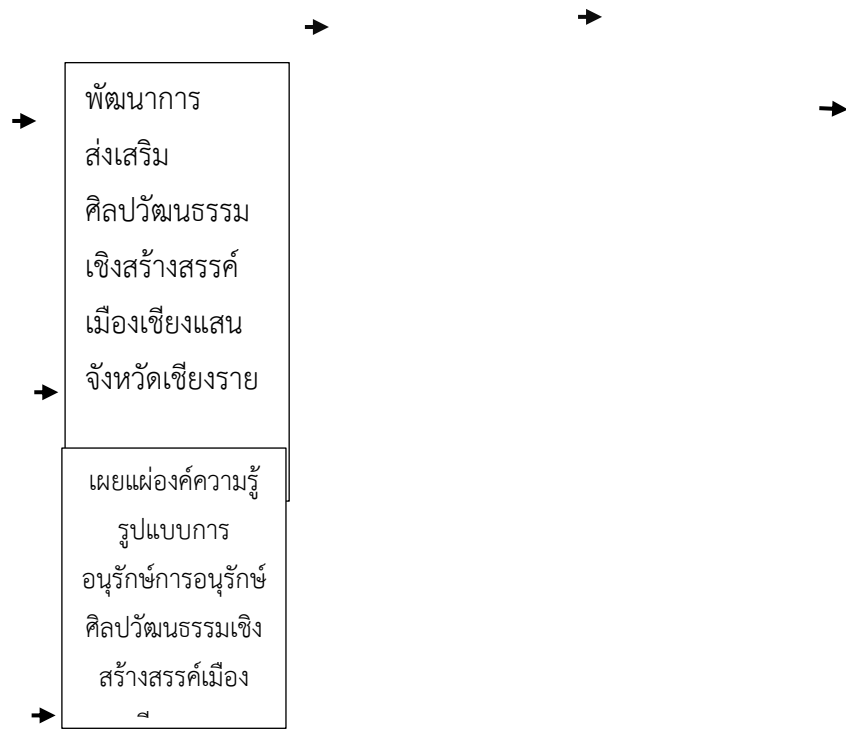 พัฒนาการ
ส่งเสริม
ศิลปวัฒนธรรม
เชิงสร้างสรรค์
เมืองเชียงแสน
จังหวัดเชียงราย
เผยแผ่องค์ความรู้
รูปแบบการ
อนุรักษ์การอนุรักษ์
ศิลปวัฒนธรรมเชิง
สร้างสรรค์เมือง